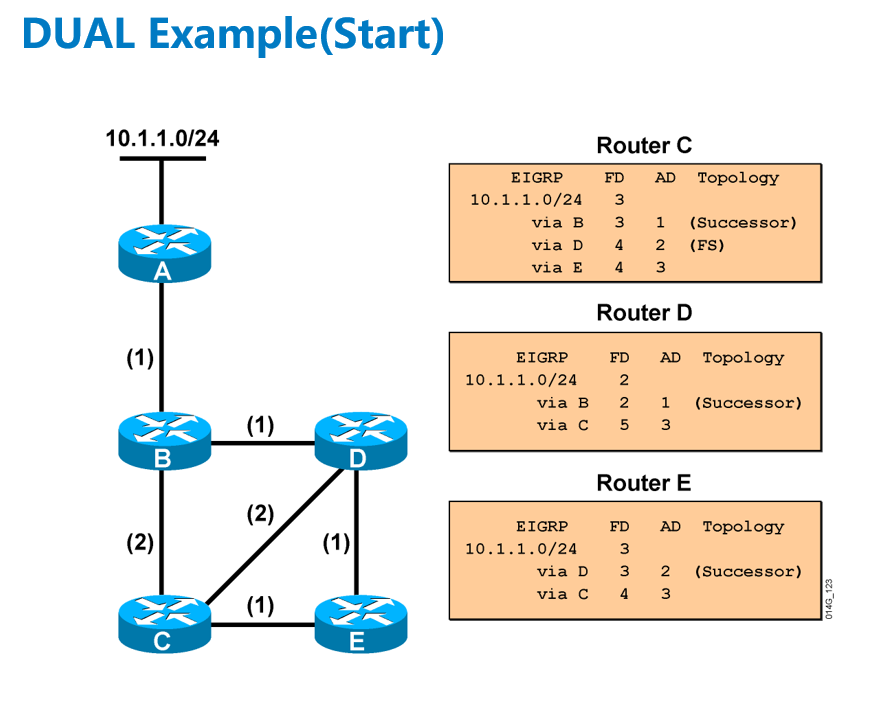 DUAL Example(Start)
10.1.1.0/24
A
(1)
B
(1)
D
(2)
(2)
(1)
C
(1)
E
Router C
EIGRP FD AD Topology
10.1.1.0/24 3
via B 3 1 (Successor)
via D 4 2 (FS)
via E 4 3
Router D
EIGRP FD AD Topology
10.1.1.0/24 2
via B 2 1 (Successor)
via C 5 3
Router E
EIGRP FD AD Topology
10.1.1.0/24 3
via D 3 2 (Successor)
via C 4 3
014G_123